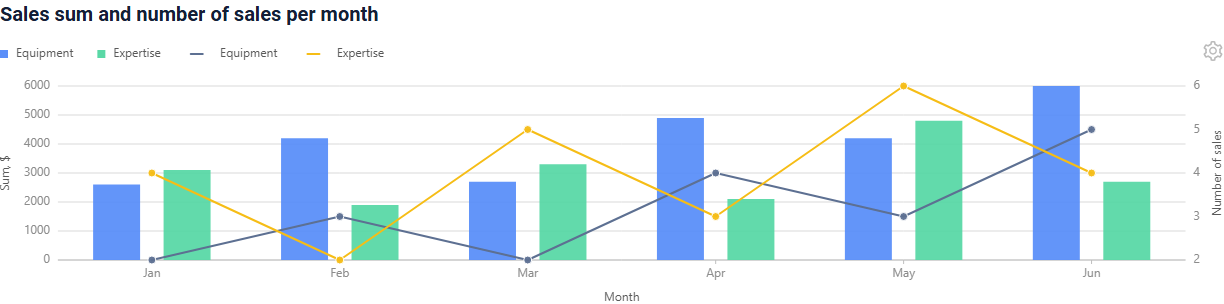 Sales sum and number of sales per month
Equipment Expertise Equipment Expertise
6000 6
5000
4000 5
3000 4
2000 3
1000
0 2
Sum, $
Number of sales
Jan Feb Mar Apr May Jun
Month